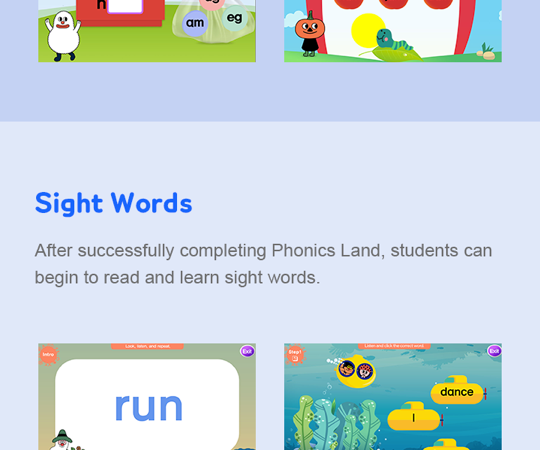 n
am
eg
Sight Words
After successfully completing Phonics Land, students can
begin to read and learn sight words.
Intro
Look, listen, and repeat.
Exit
run
Step1
Listen and click the correct word.
Exit
dance
I